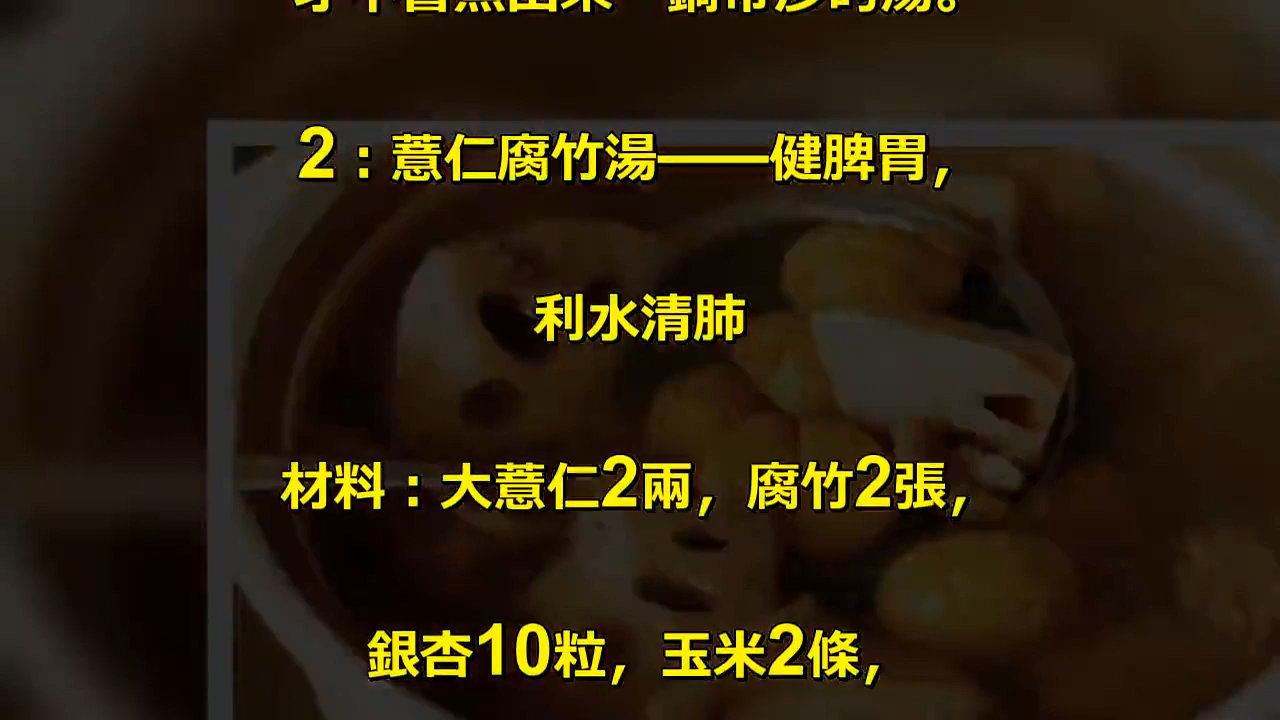 2：薏仁腐竹湯——健脾胃，
利水清肺
材料：大薏仁2兩，腐竹2張，
銀杏10粒，玉米2條，